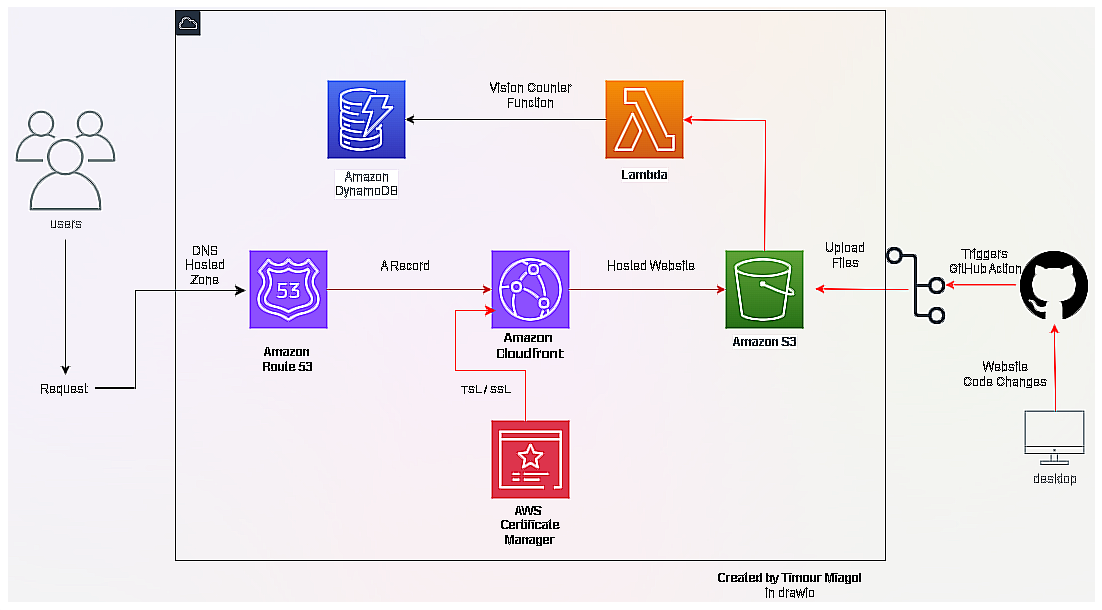 Vision Counter
Function
Amazon
DynamoDB
Lambda
users
DNS
Hosted
Zone
A Record
Hosted Website
Upload
Files
Triggers
GitHub Action
53
Amazon
Route 53
Amazon
Cloudfront
Amazon S3
Request
TSL / SSL
Website
Code Changes
desktop
AWS
Certificate
Manager
Created by Timour Miagol
in drawio